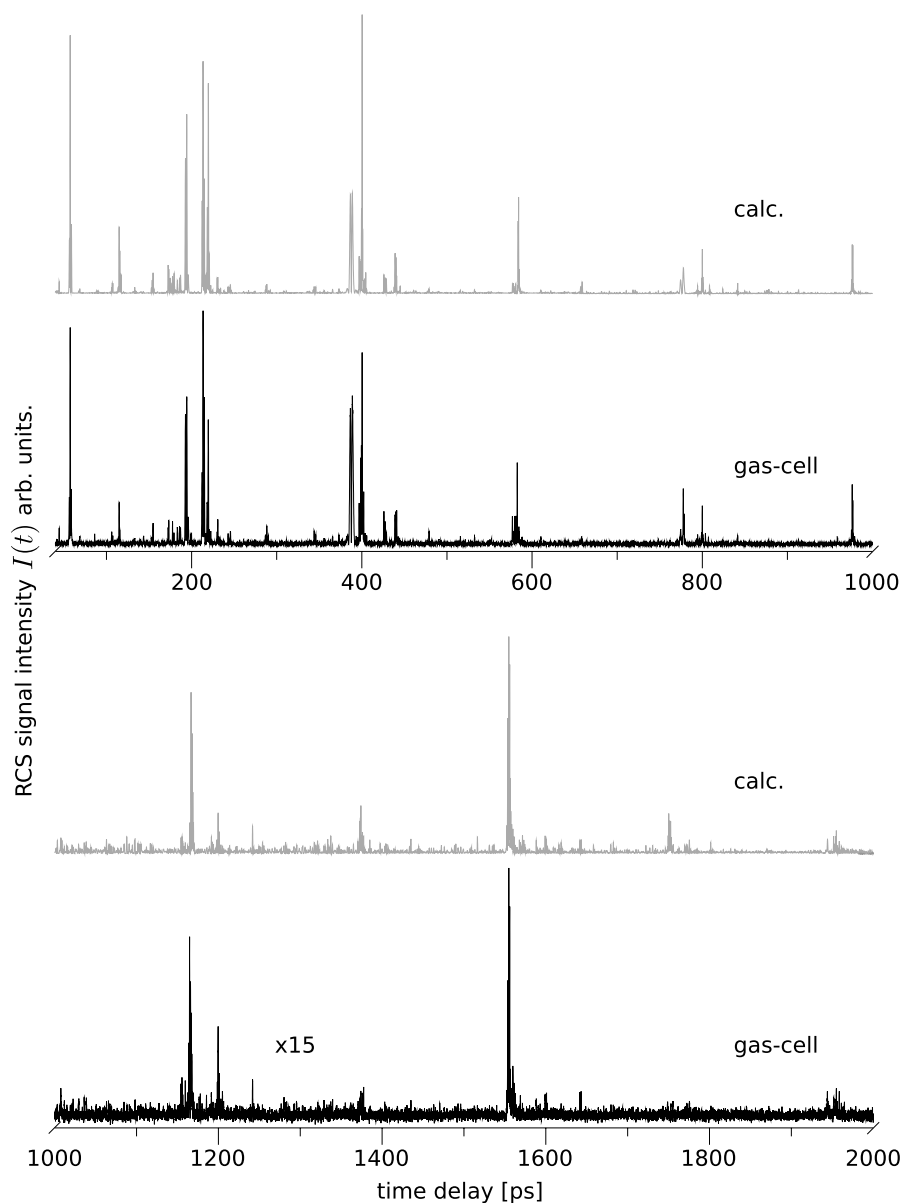 calc.
gas-cell
200 400 600 800 1000
RCS signal intensity I(t) arb. units.
calc.
x15 gas-cell
1000 1200 1400 1600 1800 2000
time delay [ps]